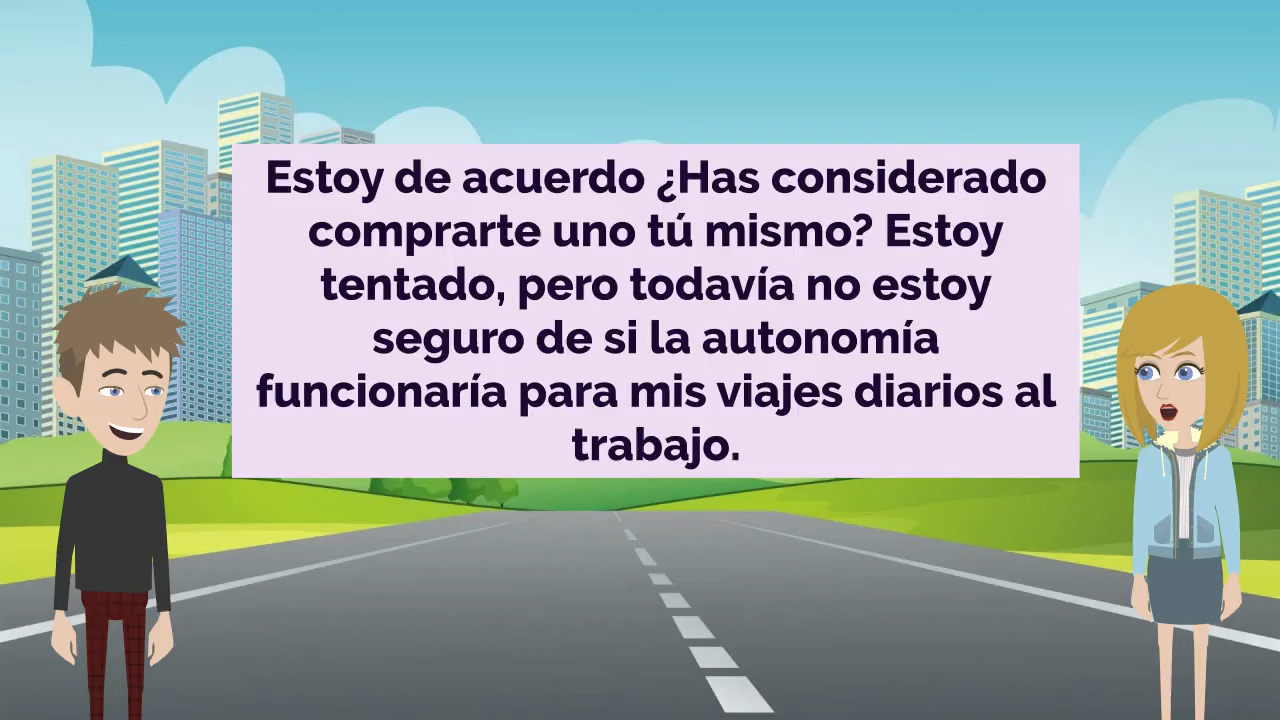 Estoy de acuerdo ¿Has considerado
comprarte uno tú mismo? Estoy
tentado, pero todavía no estoy
seguro de si la autonomía
funcionaría para mis viajes diarios al
trabajo.